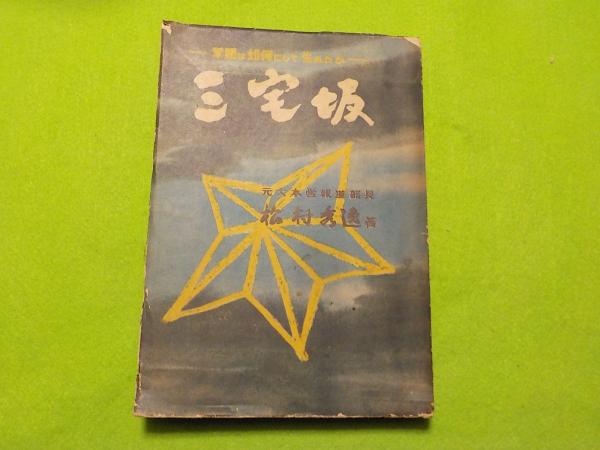 軍閥は如何にして生れたか
三宅坂
元大本営報道部長
松村秀逸著